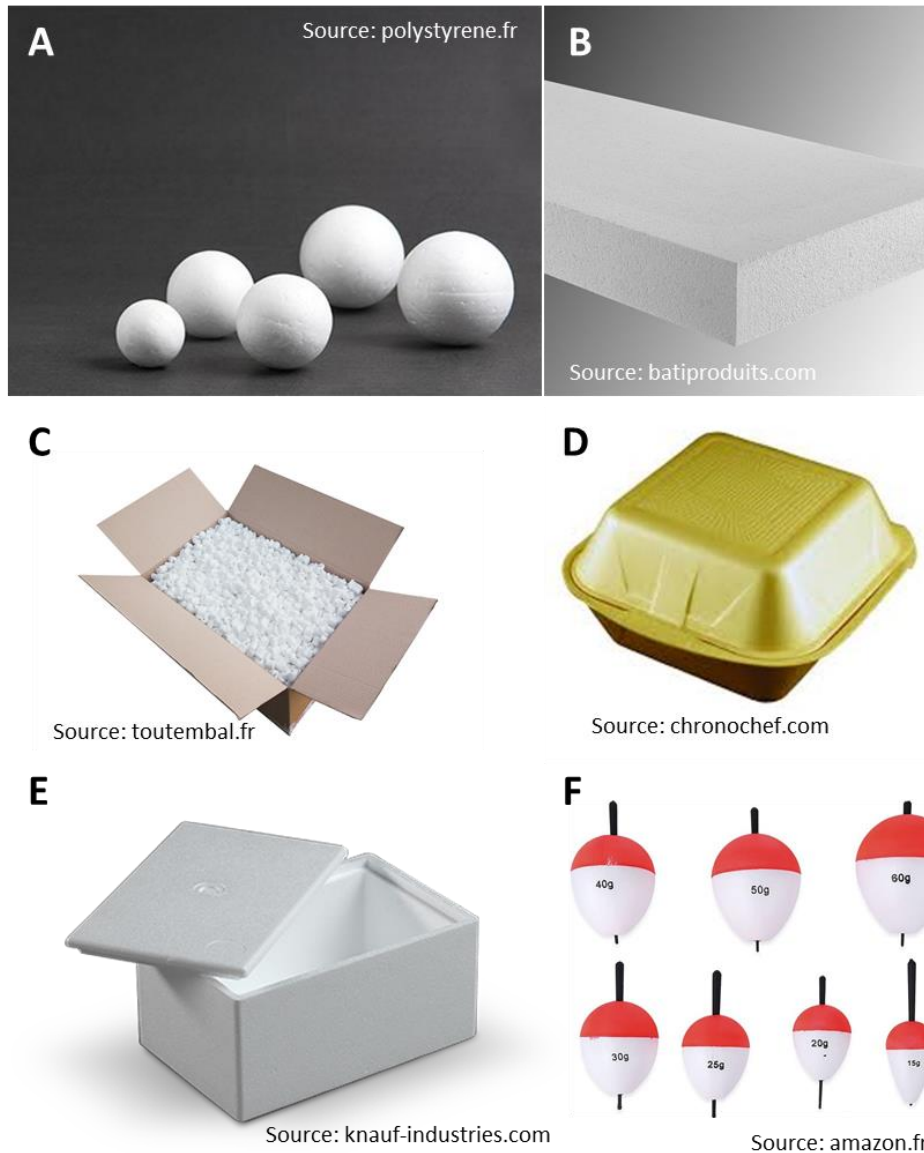 A
Source: polystyrene.fr
B
Source: batiproduits.com
C
Source: toutembal.fr
D
Source: chronochef.com
E
Source: knauf-industries.com
F
40g
50g
60g
30g
25g
20g
15g
Source: amazon.fr